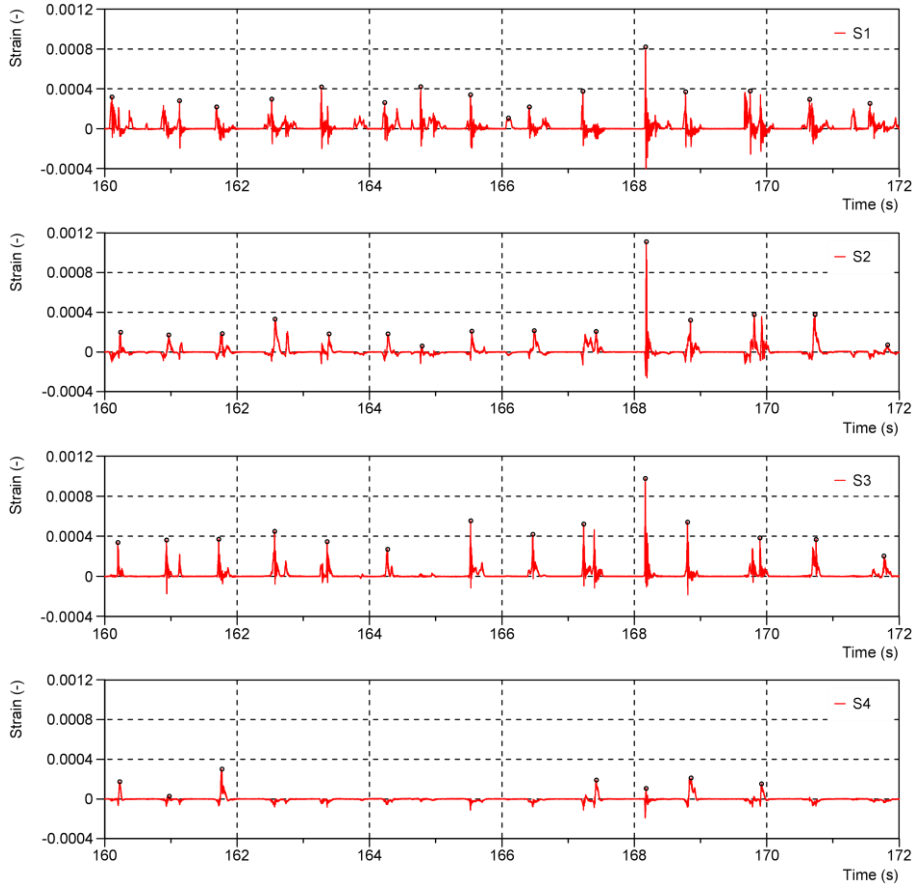 Strain (-)
0.0012
0.0008
0.0004
0
-0.0004
S1
160 162 164 166 168 170 172
Time (s)
Strain (-)
0.0012
0.0008
0.0004
0
-0.0004
S2
160 162 164 166 168 170 172
Time (s)
Strain (-)
0.0012
0.0008
0.0004
0
-0.0004
S3
160 162 164 166 168 170 172
Time (s)
Strain (-)
0.0012
0.0008
0.0004
0
-0.0004
S4
160 162 164 166 168 170 172
Time (s)